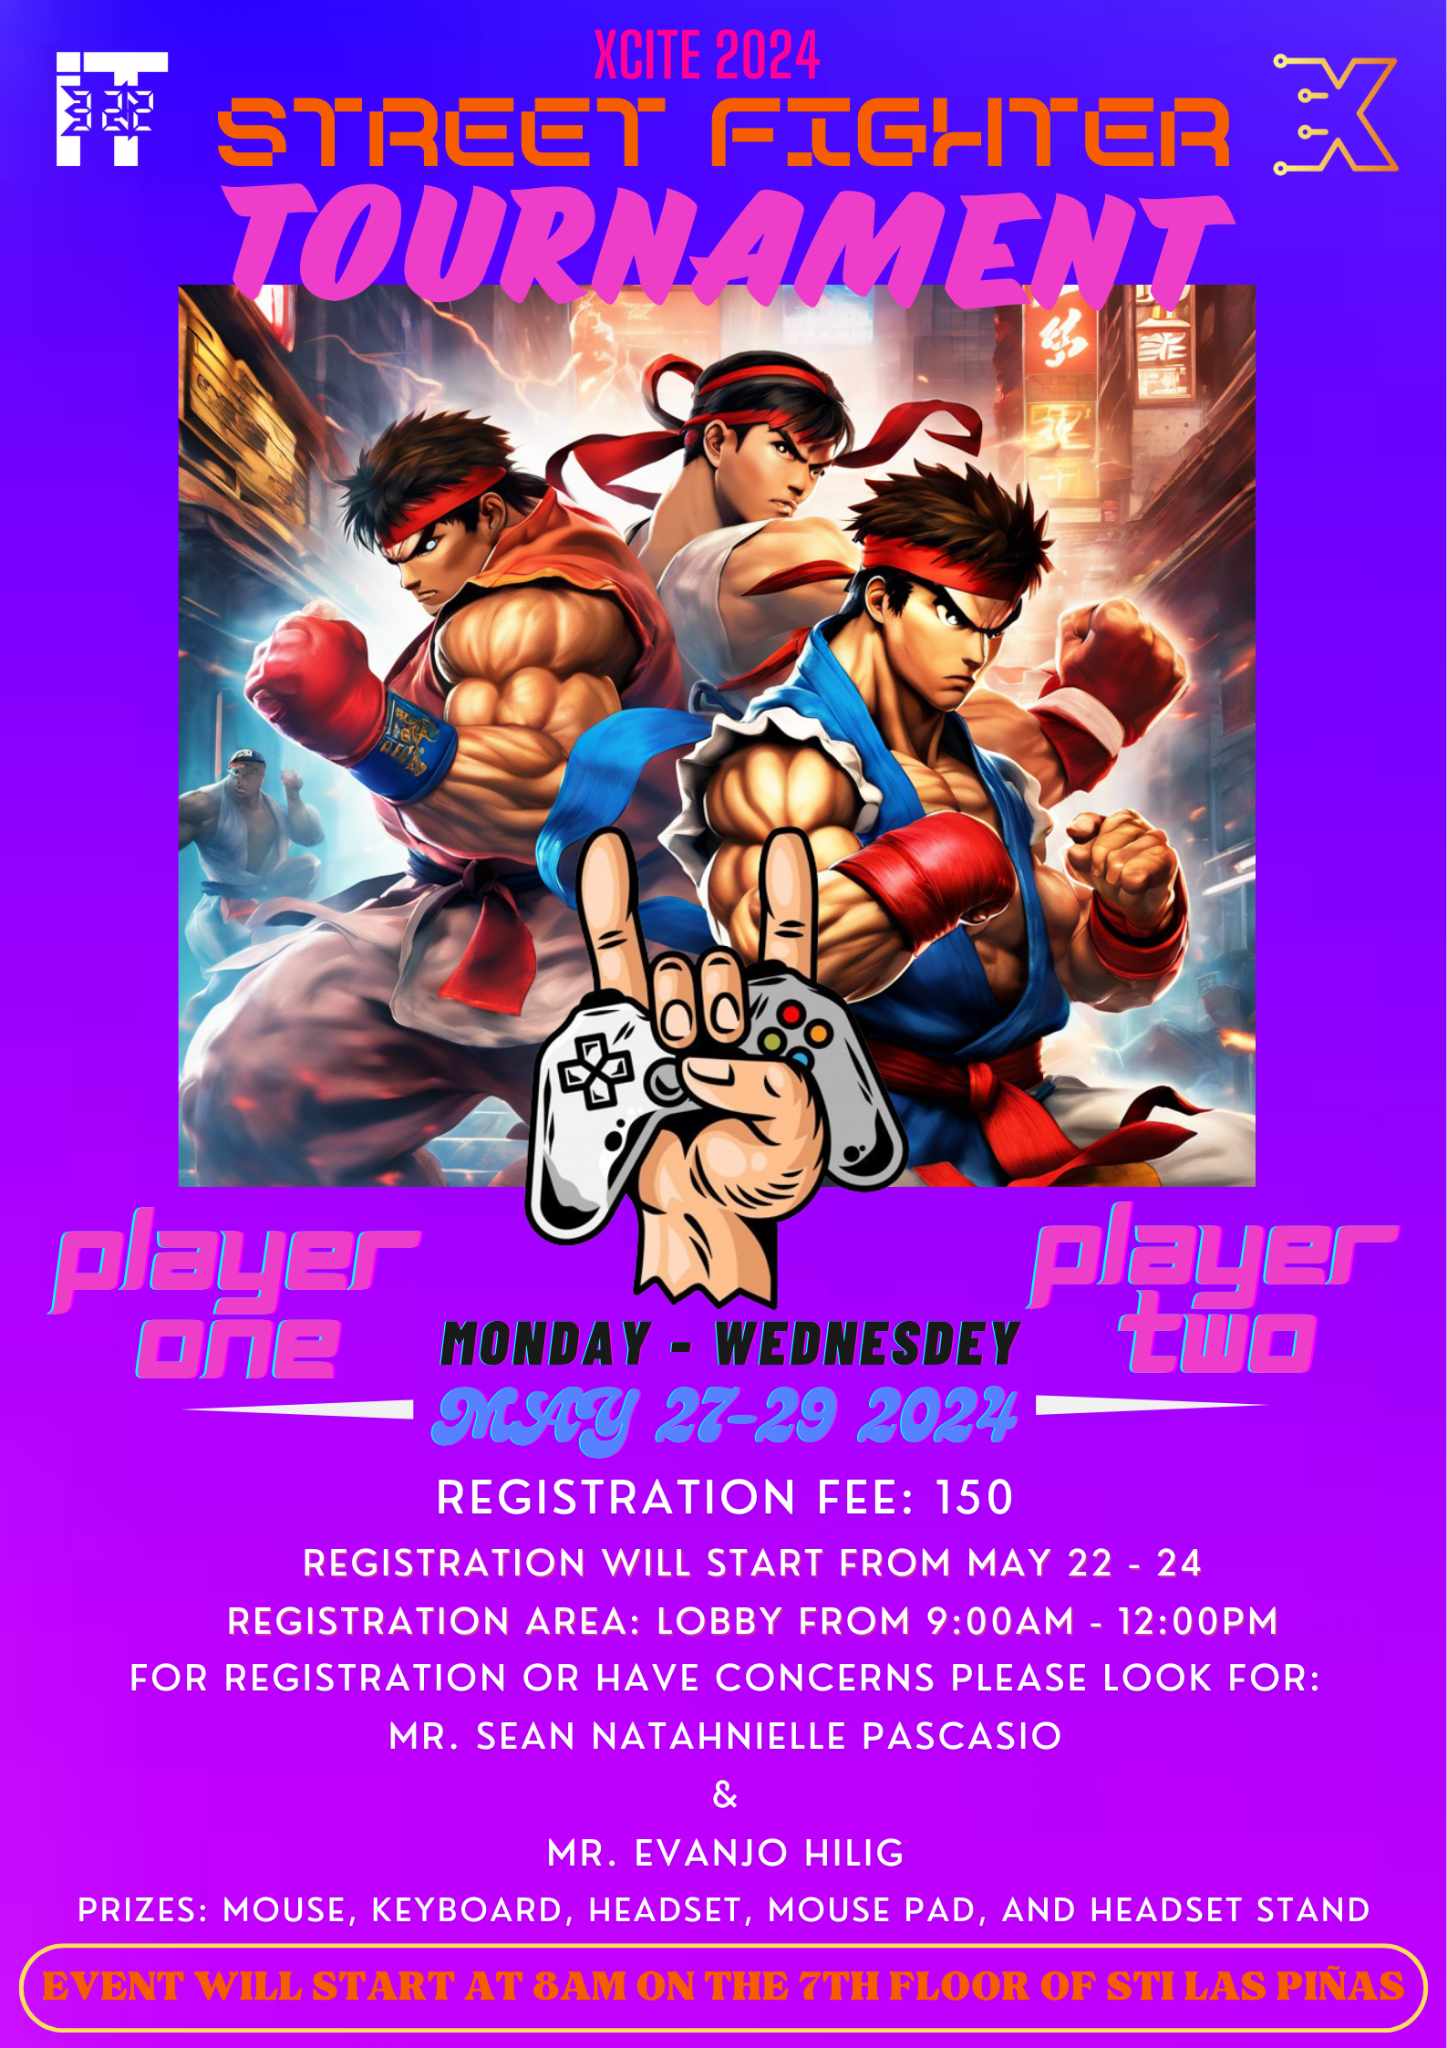 XCITE 2024
iT
322
STREET FIGHTER
TOURNAMENT
player
one
player
two
MONDAY - WEDNESDEY
MAY 27-29 2024
REGISTRATION FEE: 150
REGISTRATION WILL START FROM MAY 22 - 24
REGISTRATION AREA: LOBBY FROM 9:00AM - 12:00PM
FOR REGISTRATION OR HAVE CONCERNS PLEASE LOOK FOR:
MR. SEAN NATAHNIELLE PASCASIO
&
MR. EVANJO HILIG
PRIZES: MOUSE, KEYBOARD, HEADSET, MOUSE PAD, AND HEADSET STAND
EVENT WILL START AT 8AM ON THE 7TH FLOOR OF STI LAS PIÑAS